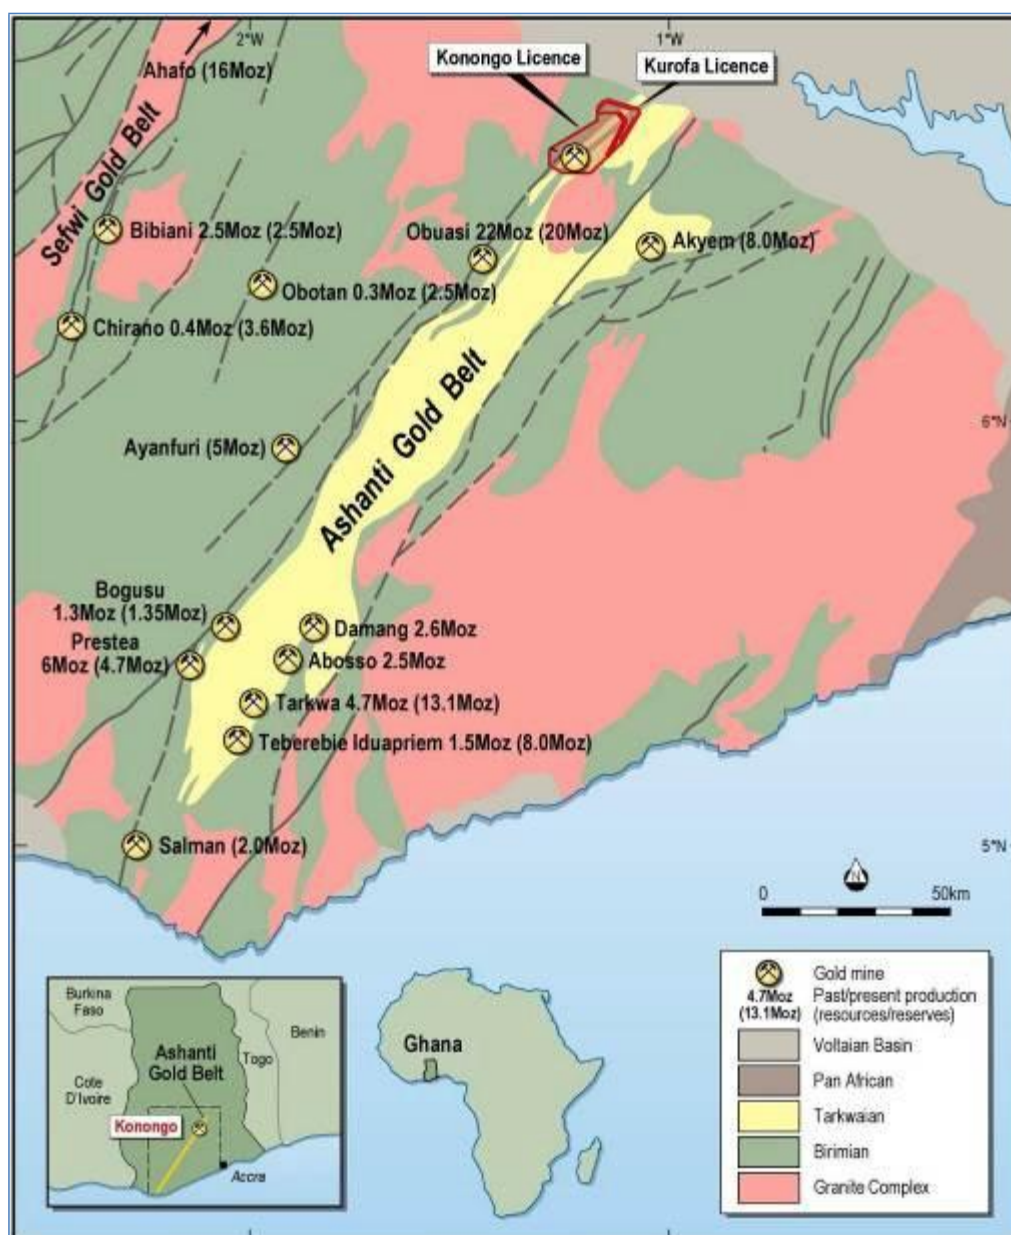 2°W
1°W
Konongo Licence
Kurofa Licence
Ahafo (16Moz)
Sefwi Gold Belt
Bibiani 2.5Moz (2.5Moz)
Obuasi 22Moz (20Moz)
Akyem (8.0Moz)
Obotan 0.3Moz (2.5Moz)
Chirano 0.4Moz (3.6Moz)
Ashanti Gold Belt
6°N
Ayanfuri (5Moz)
Bogusu
1.3Moz (1.35Moz)
Prestea
6Moz (4.7Moz)
Damang 2.6Moz
Abosso 2.5Moz
Tarkwa 4.7Moz (13.1Moz)
Teberebie Iduapriem 1.5Moz (8.0Moz)
Salman (2.0Moz)
5°N
N
0 50km
Gold mine
4.7Moz Past/present production
(13.1Moz) (resources/reserves)
Voltaian Basin
Pan African
Tarkwaian
Birimian
Granite Complex
Burkina
Faso
Benin
Togo
Ashanti
Gold Belt
Cote
D'Ivoire
Konongo
Accra
Ghana